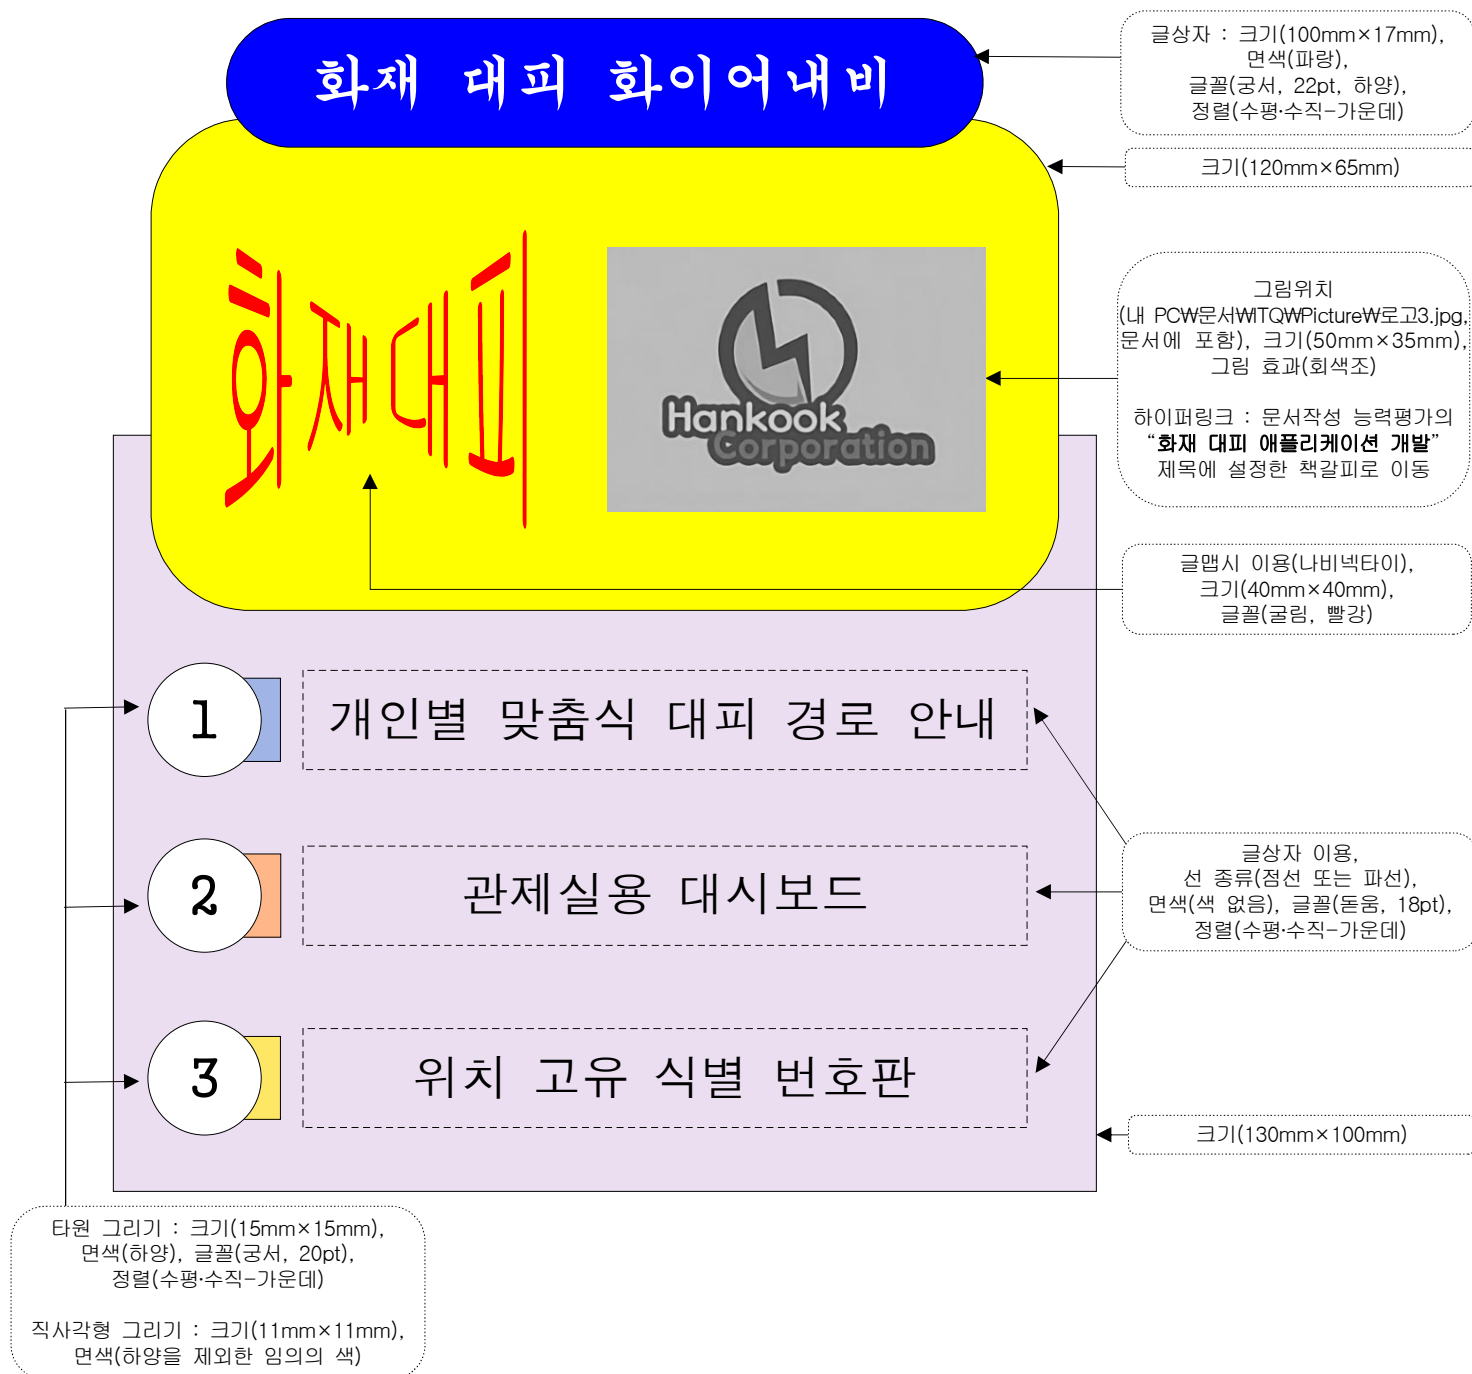 화재 대피 화이어내비
글상자 : 크기(100mm×17mm),
면색(파랑),
글꼴(궁서, 22pt, 하양),
정렬(수평·수직-가운데)
크기(120mm×65mm)
화재대피
Hankook
Corporation
그림위치
(내 PC₩문서₩ITQ₩Picture₩로고3.jpg,
문서에 포함), 크기(50mm×35mm),
그림 효과(회색조)
하이퍼링크 : 문서작성 능력평가의
“화재 대피 애플리케이션 개발”
제목에 설정한 책갈피로 이동
글맵시 이용(나비넥타이),
크기(40mm×40mm),
글꼴(굴림, 빨강)
1 개인별 맞춤식 대피 경로 안내
2 관제실용 대시보드
글상자 이용,
선 종류(점선 또는 파선),
면색(색 없음), 글꼴(돋움, 18pt),
정렬(수평·수직-가운데)
3 위치 고유 식별 번호판
크기(130mm×100mm)
타원 그리기 : 크기(15mm×15mm),
면색(하양), 글꼴(궁서, 20pt),
정렬(수평·수직-가운데)
직사각형 그리기 : 크기(11mm×11mm),
면색(하양을 제외한 임의의 색)